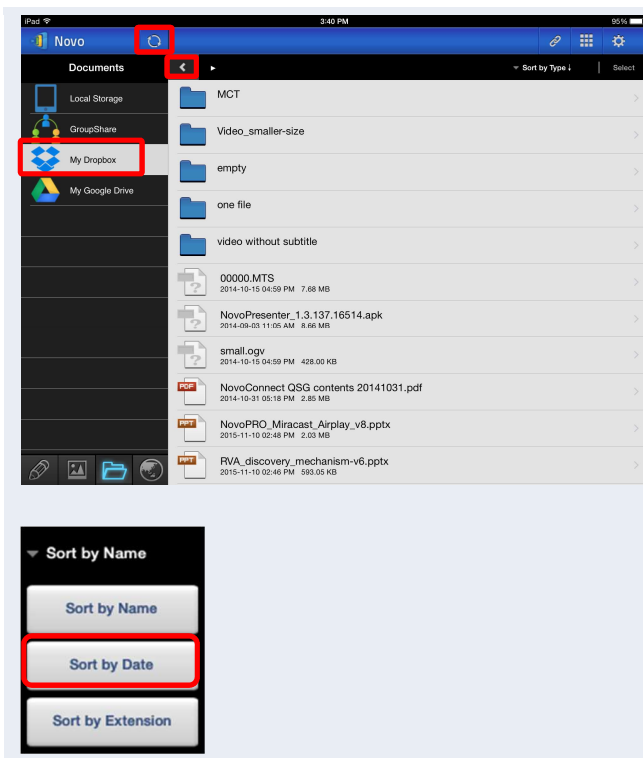 iPad 3:40 PM 95%
Novo
Documents Sort by Type↓ Select
Local Storage
GroupShare
My Dropbox
My Google Drive
MCT
Video_smaller-size
empty
one file
video without subtitle
00000.MTS
2014-10-15 04:59 PM 7.68 MB
NovoPresenter_1.3.137.16514.apk
2014-09-03 11:05 AM 8.66 MB
small.ogv
2014-10-15 04:59 PM 428.00 KB
PDF NovoConnect QSG contents 20141031.pdf
2014-10-31 05:18 PM 2.85 MB
PPT NovoPRO_Miracast_Airplay_v8.pptx
2015-11-10 02:48 PM 2.03 MB
PPT RVA_discovery_mechanism-v6.pptx
2015-11-10 02:46 PM 593.05 KB
Sort by Name
Sort by Name
Sort by Date
Sort by Extension